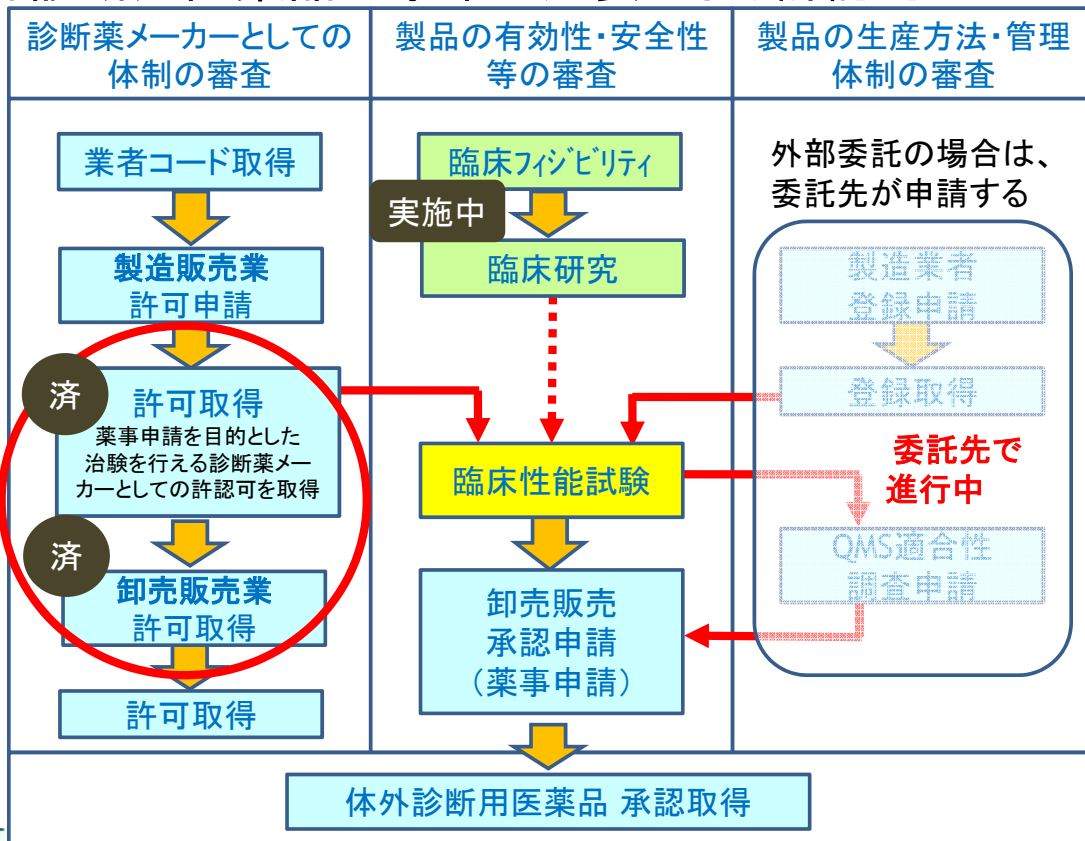 診断薬メーカーとしての
体制の審査
製品の有効性・安全性
等の審査
製品の生産方法・管理
体制の審査
業者コード取得
製造販売業
許可申請
済
許可取得
薬事申請を目的とした
治験を行える診断薬メー
カーとしての許認可を取得
済
卸売販売業
許可取得
許可取得
臨床フィジビリティ
実施中
臨床研究
臨床性能試験
卸売販売
承認申請
（薬事申請）
外部委託の場合は、
委託先が申請する
製造業者
登録申請
登録取得
委託先で
進行中
QMS適合性
調査申請
体外診断用医薬品 承認取得